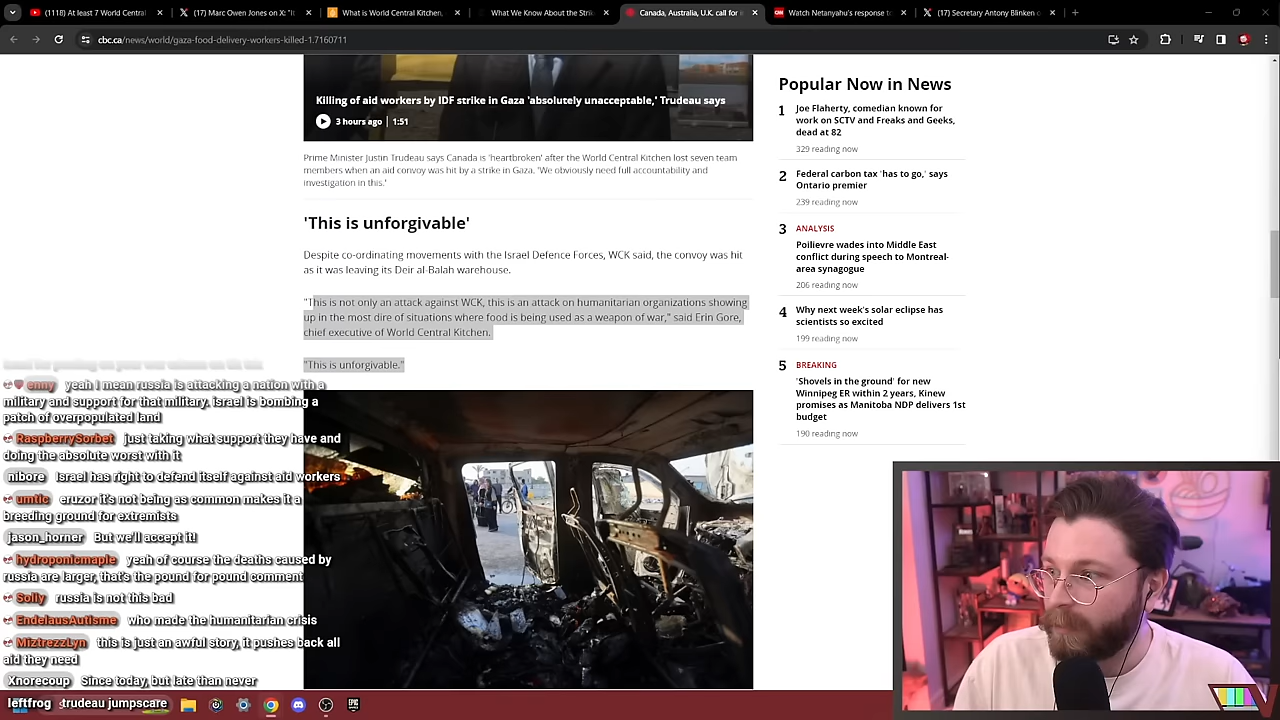 (1118) At least 7 World Central
(17) Marc Owen Jones on X: "It
What is World Central Kitchen,
What We Know About the Strik
Canada, Australia, U.K. call for i
Watch Netanyahu's response to
(17) Secretary Antony Blinken o
cbc.ca/news/world/gaza-food-delivery-workers-killed-1.7160711
Killing of aid workers by IDF strike in Gaza 'absolutely unacceptable,' Trudeau says
3 hours ago | 1:51
Prime Minister Justin Trudeau says Canada is 'heartbroken' after the World Central Kitchen lost seven team
members when an aid convoy was hit by a strike in Gaza. 'We obviously need full accountability and
investigation in this.'
'This is unforgivable'
Despite co-ordinating movements with the Israel Defence Forces, WCK said, the convoy was hit
as it was leaving its Deir al-Balah warehouse.
"This is not only an attack against WCK, this is an attack on humanitarian organizations showing
up in the most dire of situations where food is being used as a weapon of war," said Erin Gore,
chief executive of World Central Kitchen.
"This is unforgivable."
Popular Now in News
1 Joe Flaherty, comedian known for
work on SCTV and Freaks and Geeks,
dead at 82
329 reading now
2 Federal carbon tax 'has to go,' says
Ontario premier
239 reading now
3 ANALYSIS
Poilievre wades into Middle East
conflict during speech to Montreal-
area synagogue
206 reading now
4 Why next week's solar eclipse has
scientists so excited
199 reading now
5 BREAKING
'Shovels in the ground' for new
Winnipeg ER within 2 years, Kinew
promises as Manitoba NDP delivers 1st
budget
190 reading now
enny yeah I mean russia is attacking a nation with a
military and support for that military. israel is bombing a
patch of overpopulated land
RaspberrySorbet just taking what support they have and
doing the absolute worst with it
nibore Israel has right to defend itself against aid workers
umtic eruzor it's not being as common makes it a
breeding ground for extremists
jason_horner But we'll accept it!
hydroponicmaple yeah of course the deaths caused by
russia are larger, that's the pound for pound comment
Solly russia is not this bad
EndelausAutisme who made the humanitarian crisis
MiztrezzLyn this is just an awful story, it pushes back all
aid they need
Xnorecoup Since today, but late than never
leftfrog trudeau jumpscare